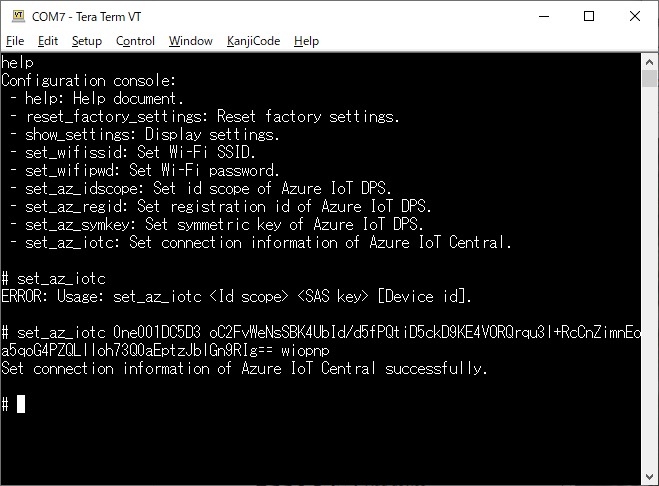 COM7 - Tera Term VT
File Edit Setup Control Window KanjiCode Help
help
Configuration console:
 - help: Help document.
 - reset_factory_settings: Reset factory settings.
 - show_settings: Display settings.
 - set_wifissid: Set Wi-Fi SSID.
 - set_wifipwd: Set Wi-Fi password.
 - set_az_idscope: Set id scope of Azure IoT DPS.
 - set_az_regid: Set registration id of Azure IoT DPS.
 - set_az_symkey: Set symmetric key of Azure IoT DPS.
 - set_az_iotc: Set connection information of Azure IoT Central.
# set_az_iotc
ERROR: Usage: set_az_iotc <Id scope> <SAS key> [Device id].
# set_az_iotc 0ne001DC5D3 oC2FvWeNsSBK4UbId/d5fPQtiD5ckD9KE4VORQrqu3l+RcCnZimnEo
a5qoG4PZQLlloh73Q0aEptzJblGn9RIg== wiopnp
Set connection information of Azure IoT Central successfully.
#